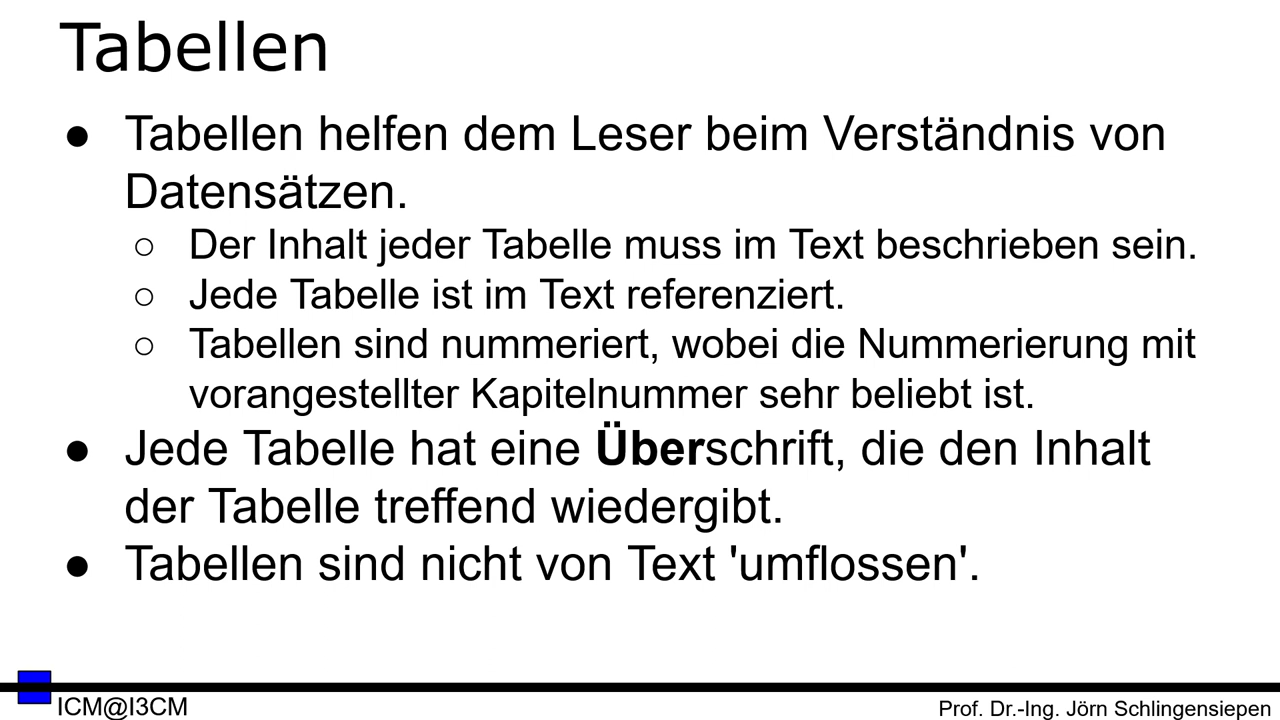 Tabellen
● Tabellen helfen dem Leser beim Verständnis von
Datensätzen.
○ Der Inhalt jeder Tabelle muss im Text beschrieben sein.
○ Jede Tabelle ist im Text referenziert.
○ Tabellen sind nummeriert, wobei die Nummerierung mit
vorangestellter Kapitelnummer sehr beliebt ist.
● Jede Tabelle hat eine Überschrift, die den Inhalt
der Tabelle treffend wiedergibt.
● Tabellen sind nicht von Text 'umflossen'.
ICM@I3CM
Prof. Dr.-Ing. Jörn Schlingensiepen